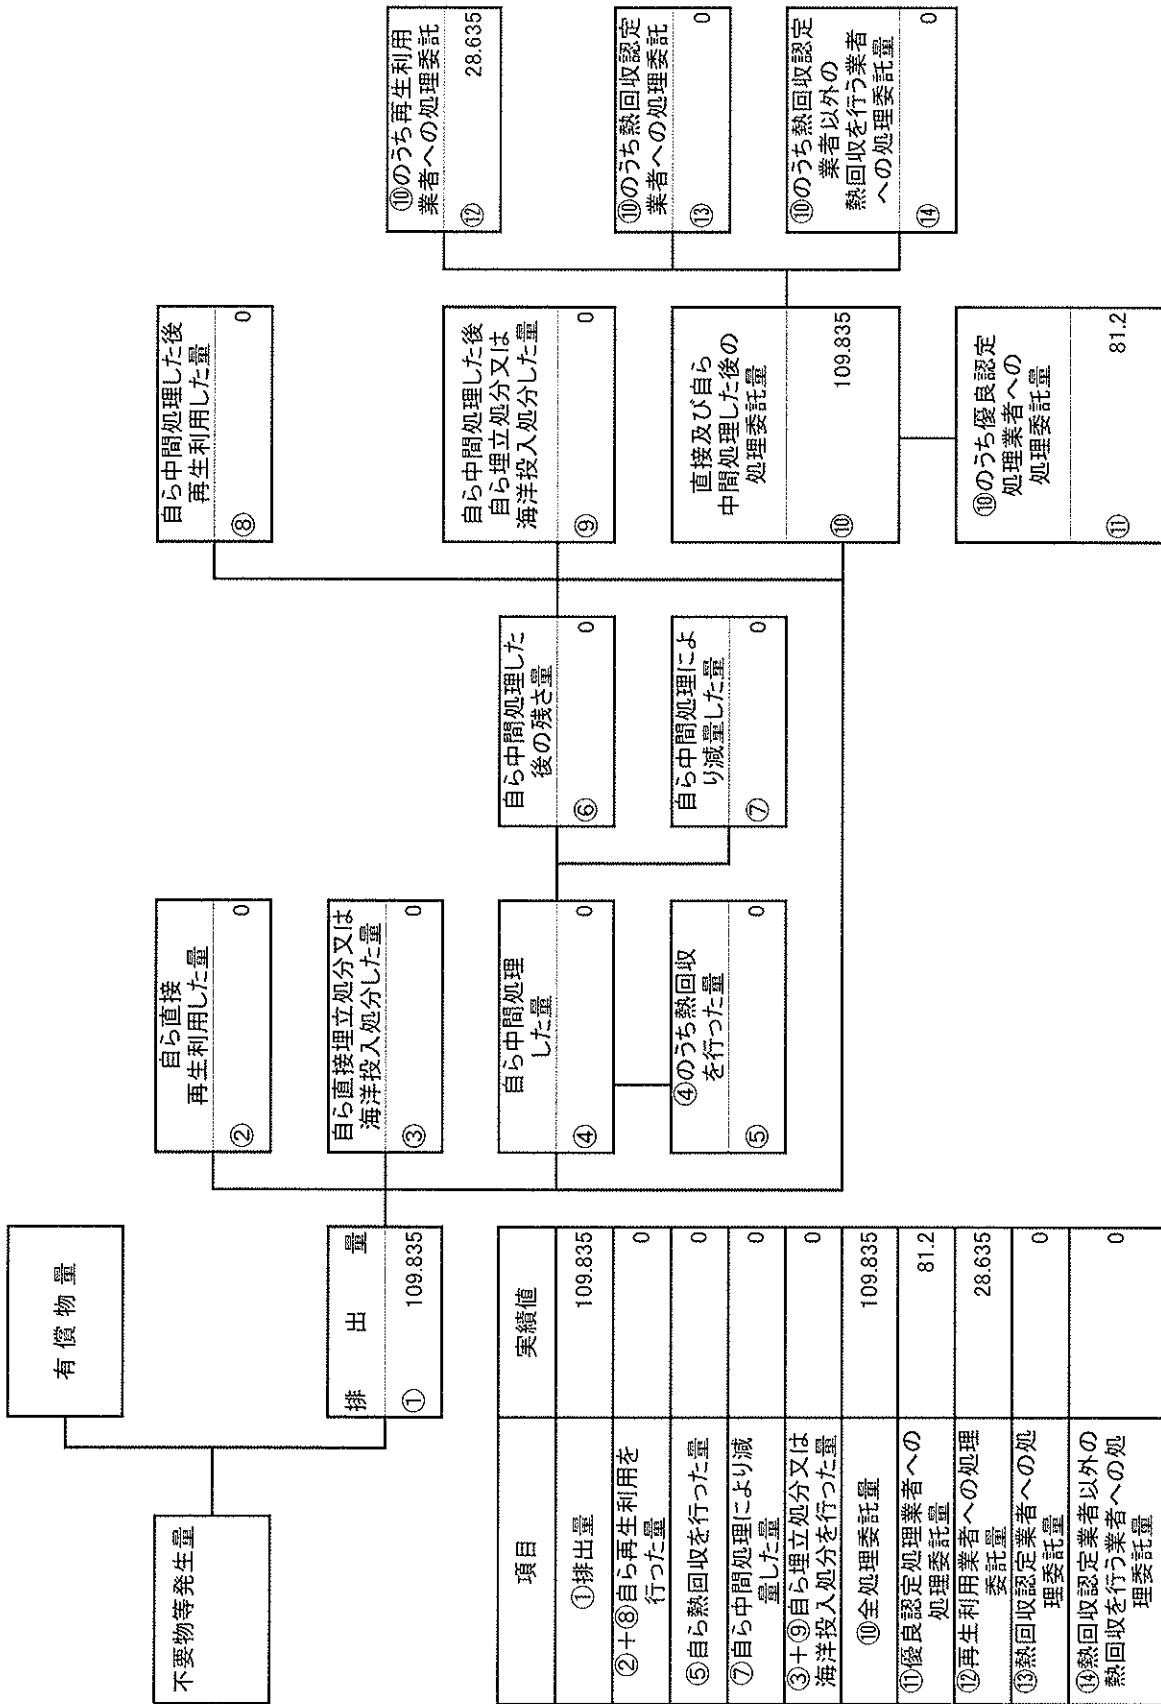 不要物等発生量
有償物量
排出量
① 109.835
自ら直接
再生利用した量
② 0
自ら直接埋立処分又は
海洋投入処分した量
③ 0
自ら中間処理
した量
④ 0
④のうち熱回収
を行った量
⑤ 0
自ら中間処理した
後の残さ量
⑥ 0
自ら中間処理によ
り減量した量
⑦ 0
自ら中間処理した後
再生利用した量
⑧ 0
自ら中間処理した後
自ら埋立処分又は
海洋投入処分した量
⑨ 0
直接及び自ら
中間処理した後の
処理委託量
⑩ 109.835
⑩のうち優良認定
処理業者への
処理委託量
⑪ 81.2
⑩のうち再生利用
業者への処理委託
⑫ 28.635
⑩のうち熱回収認定
業者への処理委託
⑬ 0
⑩のうち熱回収認定
業者以外の
熱回収を行う業者
への処理委託量
⑭ 0
項目 実績値
①排出量 109.835
②+⑧自ら再生利用を
行った量 0
⑤自ら熱回収を行った量 0
⑦自ら中間処理により減
量した量 0
③+⑨自ら埋立処分又は
海洋投入処分を行った量 0
⑩全処理委託量 109.835
⑪優良認定処理業者への
処理委託量 81.2
⑫再生利用業者への処理
委託量 28.635
⑬熱回収認定業者への処
理委託量 0
⑭熱回収認定業者以外の
熱回収を行う業者への処
理委託量 0